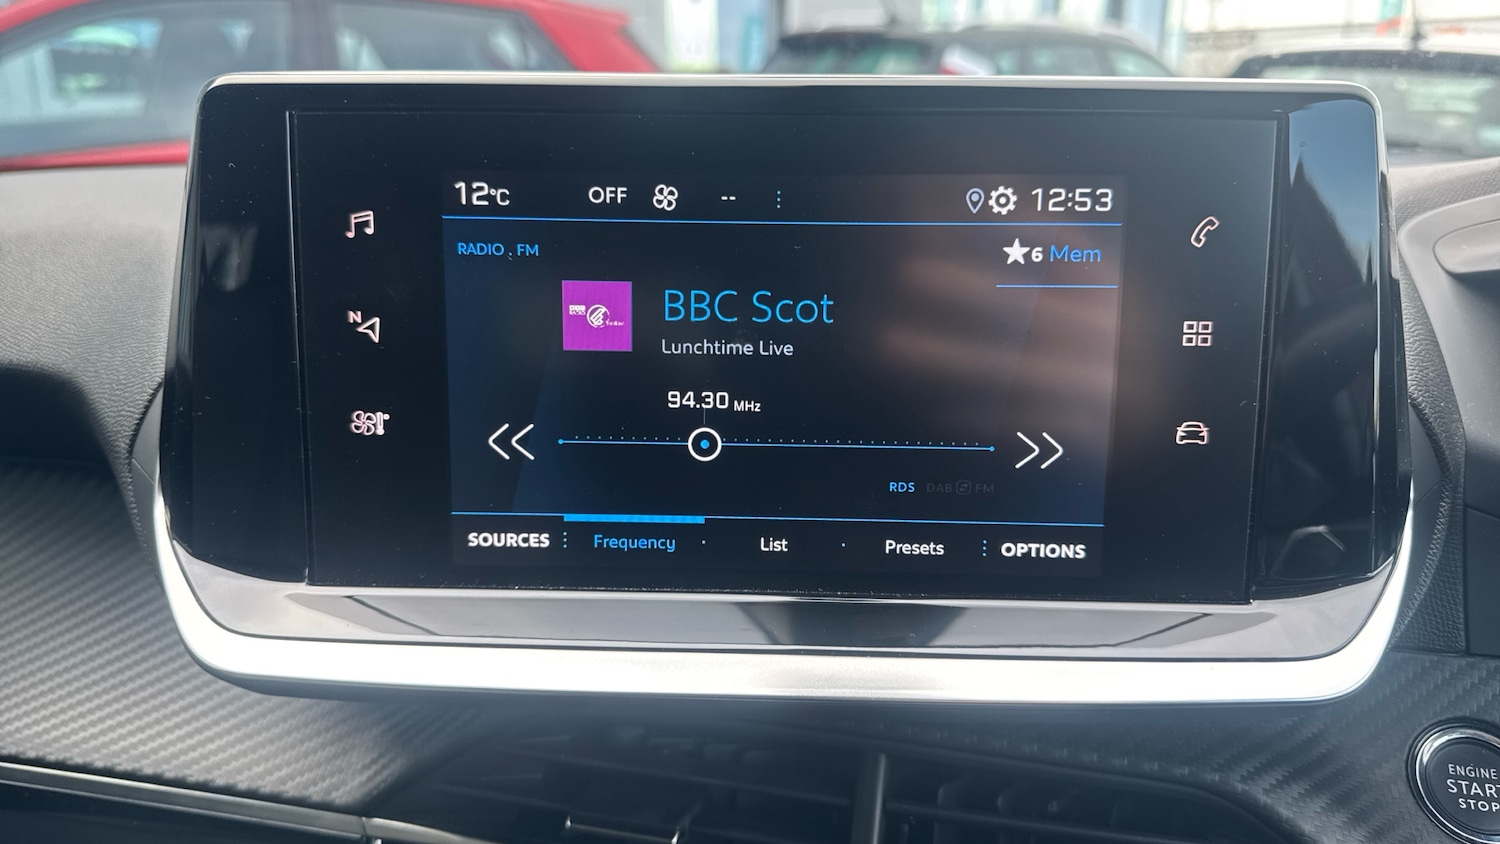 12°C OFF -- 12:53
RADIO . FM
6 Mem
BBC Scot
Lunchtime Live
N
94.30 MHz
RDS DAB FM
SOURCES Frequency List Presets OPTIONS
ENGINE
START
STOP